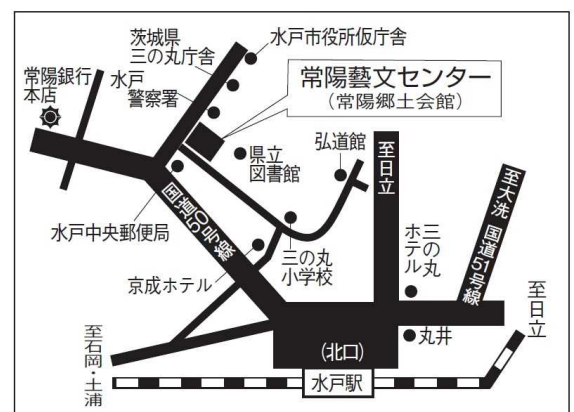 茨城県
三の丸庁舎
水戸市役所仮庁舎
常陽銀行
本店
水戸
警察署
常陽藝文センター
(常陽郷土会館)
県立
図書館
弘道館
至日立
至大洗 国道51号線
国道50号線
水戸中央郵便局
三の丸
小学校
京成ホテル
三の丸
ホテル
至日立
至石岡・土浦
(北口)
丸井
水戸駅